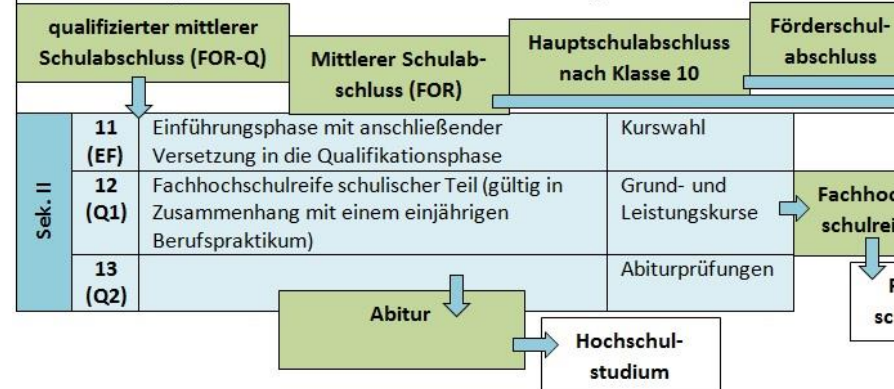 qualifizierter mittlerer
Schulabschluss (FOR-Q)
Mittlerer Schulab-
schluss (FOR)
Hauptschulabschluss
nach Klasse 10
Förderschul-
abschluss
Sek. II
11
(EF)
Einführungsphase mit anschließender
Versetzung in die Qualifikationsphase
Kurswahl
12
(Q1)
Fachhochschulreife schulischer Teil (gültig in
Zusammenhang mit einem einjährigen
Berufspraktikum)
Grund- und
Leistungskurse
13
(Q2)
Abiturprüfungen
Abitur
Hochschul-
studium